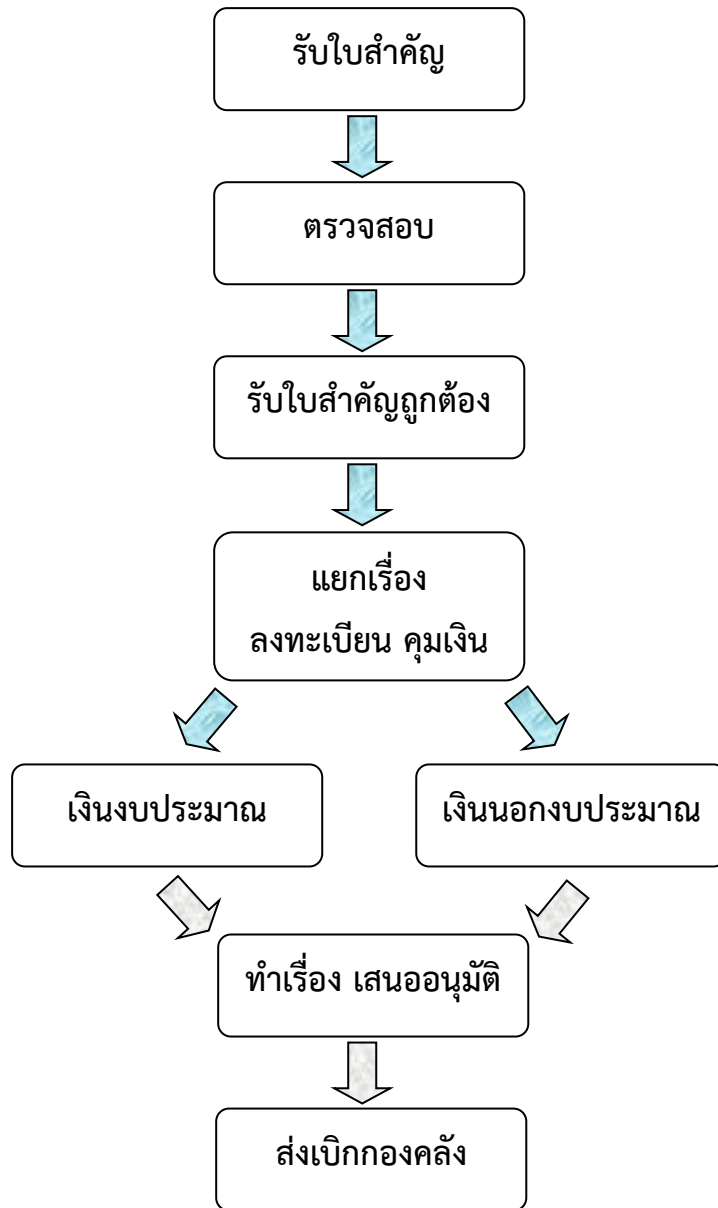 รับใบสำคัญ
ตรวจสอบ
รับใบสำคัญถูกต้อง
แยกเรื่อง
ลงทะเบียน คุมเงิน
เงินงบประมาณ
เงินนอกงบประมาณ
ทำเรื่อง เสนออนุมัติ
ส่งเบิกกองคลัง